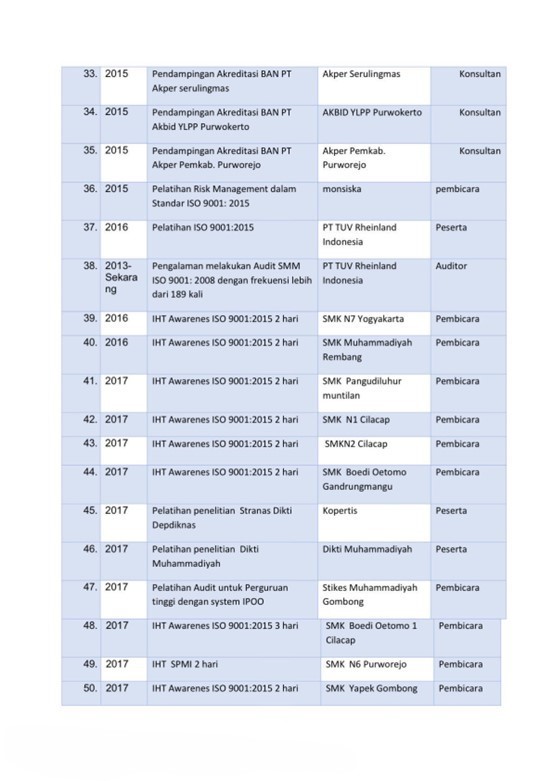 33. 2015 Pendampingan Akreditasi BAN PT Akper Serulingmas Konsultan
Akper serulingmas
34. 2015 Pendampingan Akreditasi BAN PT AKBID YLPP Purwokerto Konsultan
Akbid YLPP Purwokerto
35. 2015 Pendampingan Akreditasi BAN PT Akper Pemkab. Konsultan
Akper Pemkab. Purworejo Purworejo
36. 2015 Pelatihan Risk Management dalam monsiska pembicara
Standar ISO 9001: 2015
37. 2016 Pelatihan ISO 9001:2015 PT TUV Rheinland Peserta
Indonesia
38. 2013- Pengalaman melakukan Audit SMM PT TUV Rheinland Auditor
Sekara ISO 9001: 2008 dengan frekuensi lebih Indonesia
ng dari 189 kali
39. 2016 IHT Awarenes ISO 9001:2015 2 hari SMK N7 Yogyakarta Pembicara
40. 2016 IHT Awarenes ISO 9001:2015 2 hari SMK Muhammadiyah Pembicara
Rembang
41. 2017 IHT Awarenes ISO 9001:2015 2 hari SMK Pangudiluhur Pembicara
muntilan
42. 2017 IHT Awarenes ISO 9001:2015 2 hari SMK N1 Cilacap Pembicara
43. 2017 IHT Awarenes ISO 9001:2015 2 hari SMKN2 Cilacap Pembicara
44. 2017 IHT Awarenes ISO 9001:2015 2 hari SMK Boedi Oetomo Pembicara
Gandrungmangu
45. 2017 Pelatihan penelitian Stranas Dikti Kopertis Peserta
Depdiknas
46. 2017 Pelatihan penelitian Dikti Dikti Muhammadiyah Peserta
Muhammadiyah
47. 2017 Pelatihan Audit untuk Perguruan Stikes Muhammadiyah Pembicara
tinggi dengan system IPOO Gombong
48. 2017 IHT Awarenes ISO 9001:2015 3 hari SMK Boedi Oetomo 1 Pembicara
Cilacap
49. 2017 IHT SPMI 2 hari SMK N6 Purworejo Pembicara
50. 2017 IHT Awarenes ISO 9001:2015 2 hari SMK Yapek Gombong Pembicara